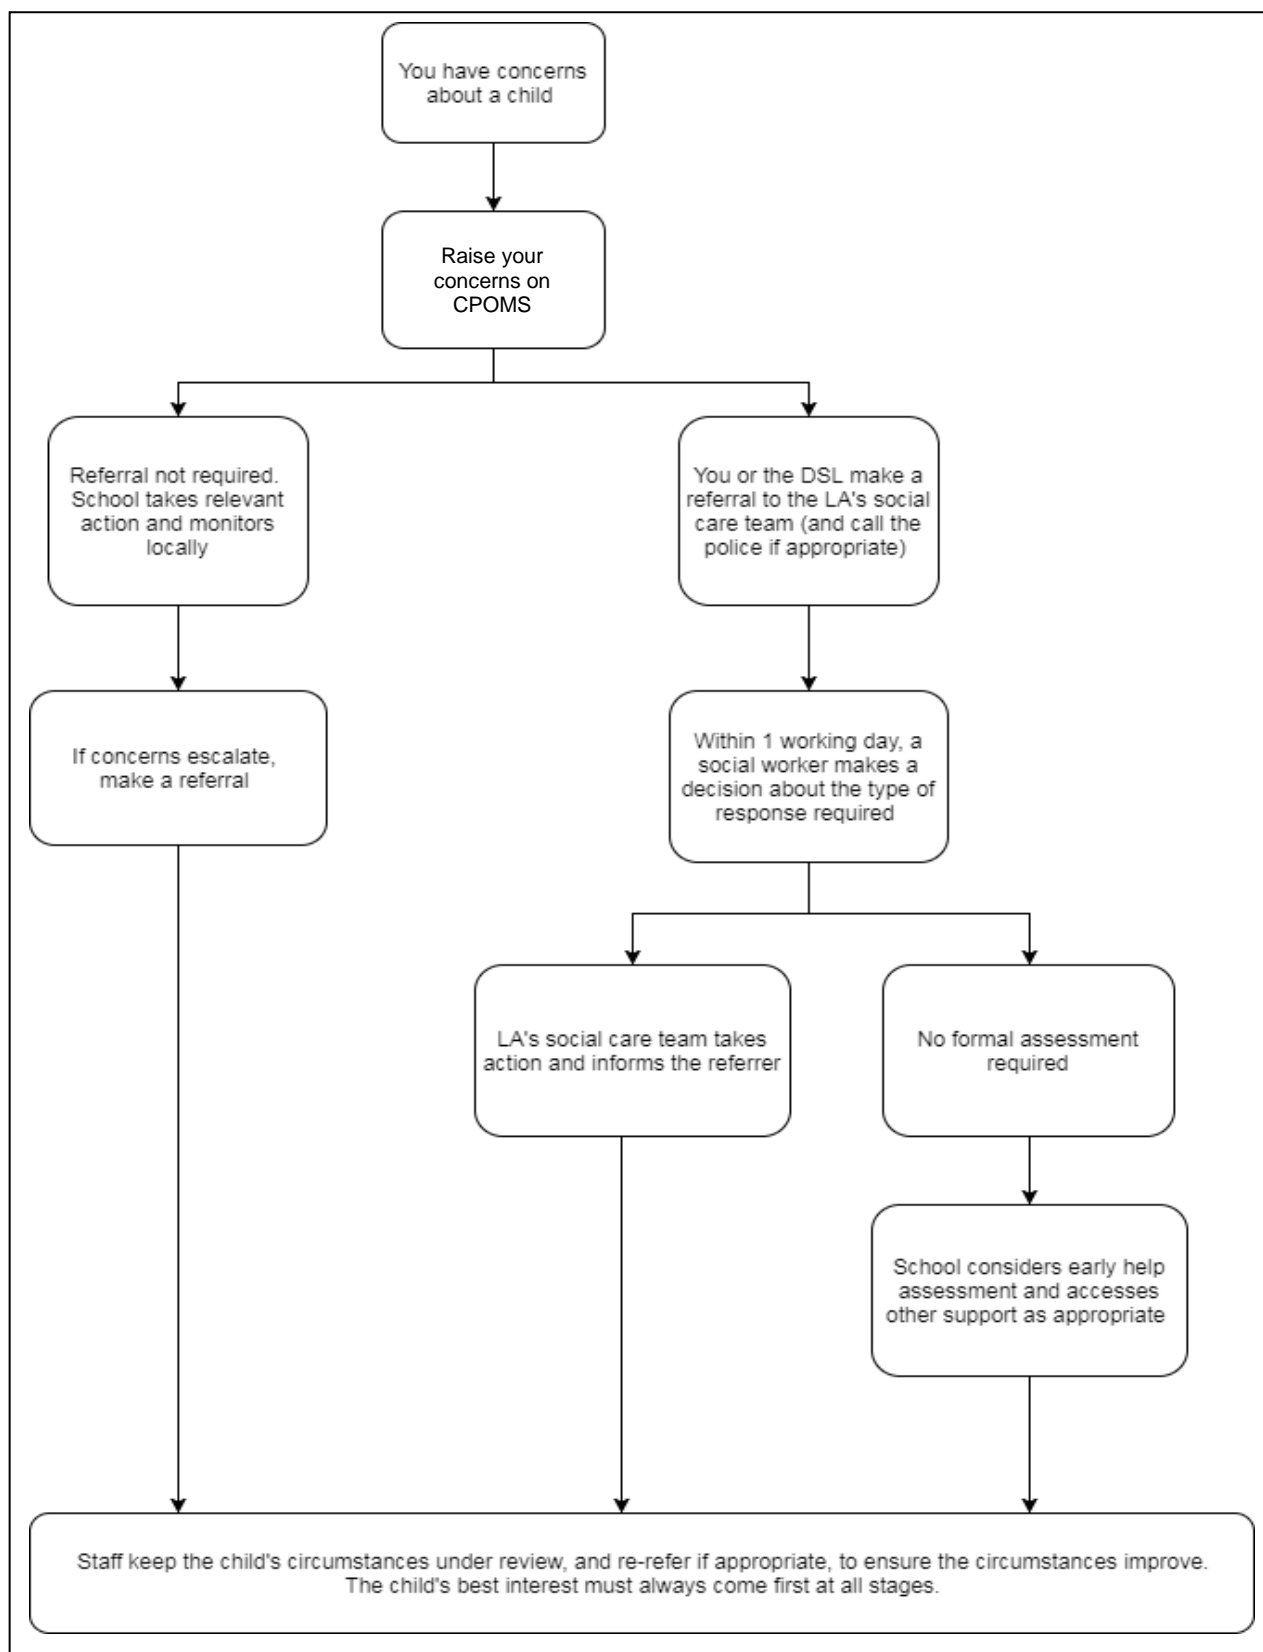 You have concerns
about a child
Raise your
concerns on
CPOMS
Referral not required.
School takes relevant
action and monitors
locally
You or the DSL make a
referral to the LA's social
care team (and call the
police if appropriate)
If concerns escalate,
make a referral
Within 1 working day, a
social worker makes a
decision about the type of
response required
LA's social care team takes
action and informs the referrer
No formal assessment
required
School considers early help
assessment and accesses
other support as appropriate
Staff keep the child's circumstances under review, and re-refer if appropriate, to ensure the circumstances improve.
The child's best interest must always come first at all stages.